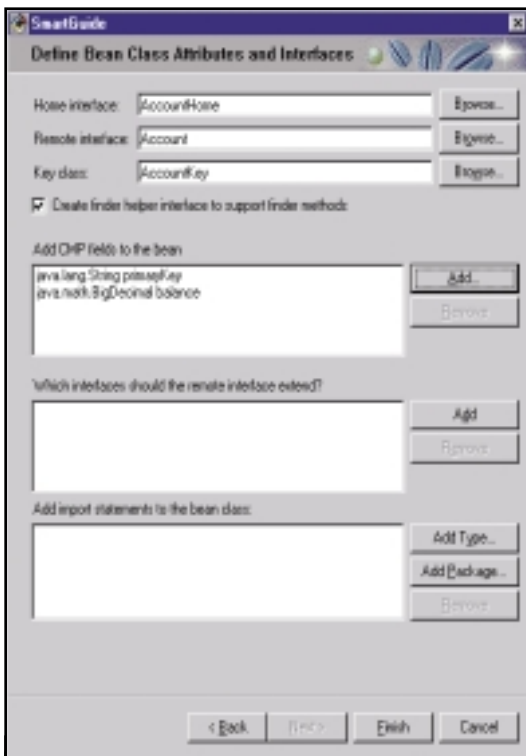 SmartGuide
Define Bean Class Attributes and Interfaces
Home interface: AccountHome Browse...
Remote interface: Account Browse...
Key class: AccountKey Browse...
Create finder helper interface to support finder methods
Add CMP fields to the bean
java.lang.String primaryKey
java.math.BigDecimal balance
Add...
Remove
Which interfaces should the remote interface extend?
Add
Remove
Add import statements to the bean class:
Add Type...
Add Package...
Remove
< Back Next > Finish Cancel